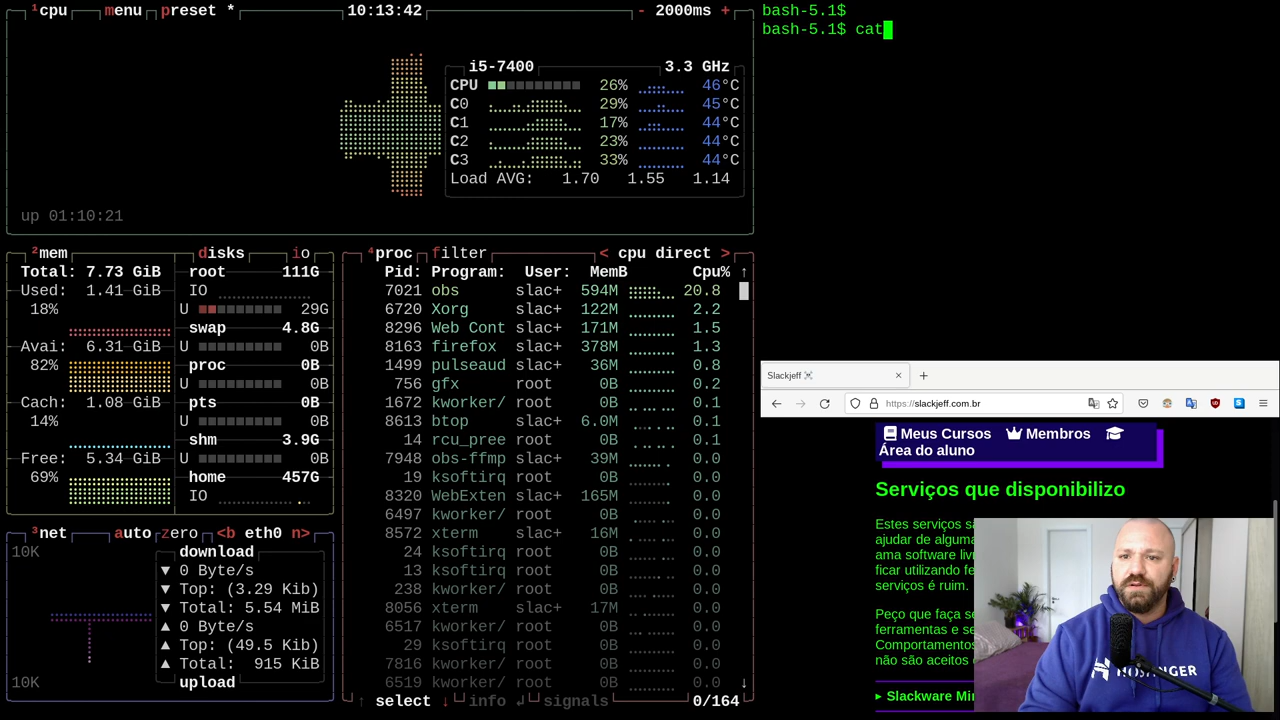 ¹cpu menu preset * 10:13:42 - 2000ms +
i5-7400 3.3 GHz
CPU 26% 46°C
C0 29% 45°C
C1 17% 44°C
C2 23% 44°C
C3 33% 44°C
Load AVG: 1.70 1.55 1.14
up 01:10:21
²mem disks io
Total: 7.73 GiB
Used: 1.41 GiB
18%
Avai: 6.31 GiB
82%
Cach: 1.08 GiB
14%
Free: 5.34 GiB
69%
root 111G
IO
U 29G
swap 4.8G
U 0B
proc 0B
U 0B
pts 0B
U 0B
shm 3.9G
U 0B
home 457G
IO
³net auto zero <b eth0 n>
10K
download
▼ 0 Byte/s
▼ Top: (3.29 Kib)
▼ Total: 5.54 MiB
▲ 0 Byte/s
▲ Top: (49.5 Kib)
▲ Total: 915 KiB
10K
upload
⁴proc filter < cpu direct >
Pid: Program: User: MemB Cpu% ↑
7021 obs slac+ 594M 20.8
6720 Xorg slac+ 122M 2.2
8296 Web Cont slac+ 171M 1.5
8163 firefox slac+ 378M 1.3
1499 pulseaud slac+ 36M 0.8
756 gfx root 0B 0.2
1672 kworker/ root 0B 0.1
8613 btop slac+ 6.0M 0.1
14 rcu_pree root 0B 0.1
7948 obs-ffmp slac+ 39M 0.0
19 ksoftirq root 0B 0.0
8320 WebExten slac+ 165M 0.0
6497 kworker/ root 0B 0.0
8572 xterm slac+ 16M 0.0
24 ksoftirq root 0B 0.0
13 ksoftirq root 0B 0.0
238 kworker/ root 0B 0.0
8056 xterm slac+ 17M 0.0
6517 kworker/ root 0B 0.0
29 ksoftirq root 0B 0.0
7816 kworker/ root 0B 0.0
6519 kworker/ root 0B 0.0 ↓
↑ select ↓ info ↲ signals 0/164
bash-5.1$
bash-5.1$ cat
Slackjeff
https://slackjeff.com.br
Meus Cursos Membros
Área do aluno
Serviços que disponibilizo
Estes serviços
ajudar de alguma
ama software
ficar utilizando
serviços é ruim.
Peço que faça
ferramentas e
Comportamentos
não são aceitos
▸ Slackware
HOSTINGER